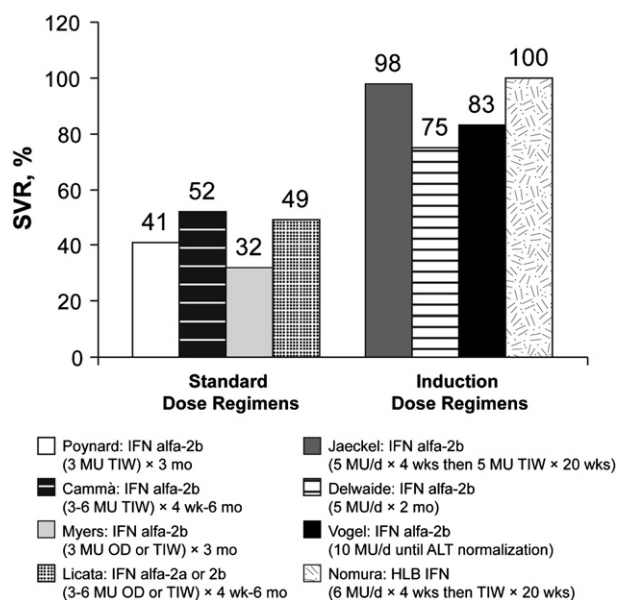 SVR, %
120
100
80
60
40
20
0
41
52
32
49
98
75
83
100
Standard
Dose Regimens
Induction
Dose Regimens
Poynard: IFN alfa-2b
(3 MU TIW) × 3 mo
Cammà: IFN alfa-2b
(3-6 MU TIW) × 4 wk-6 mo
Myers: IFN alfa-2b
(3 MU OD or TIW) × 3 mo
Licata: IFN alfa-2a or 2b
(3-6 MU OD or TIW) × 4 wk-6 mo
Jaeckel: IFN alfa-2b
(5 MU/d × 4 wks then 5 MU TIW × 20 wks)
Delwaide: IFN alfa-2b
(5 MU/d × 2 mo)
Vogel: IFN alfa-2b
(10 MU/d until ALT normalization)
Nomura: HLB IFN
(6 MU/d × 4 wks then TIW × 20 wks)